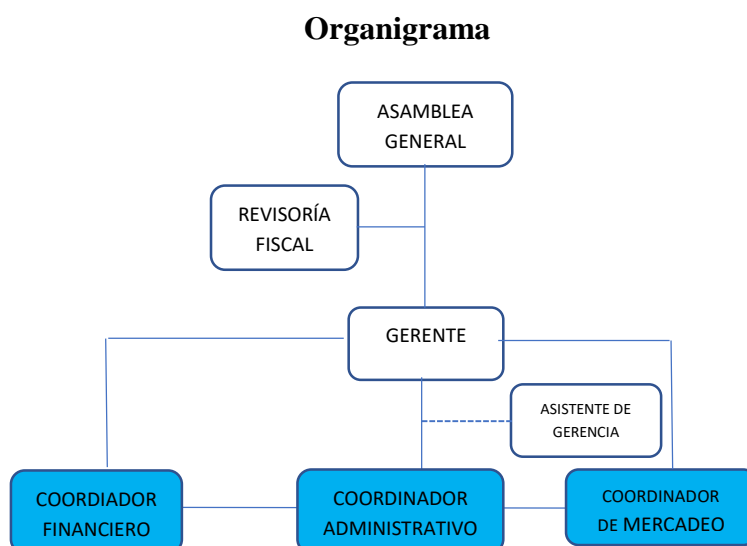 Organigrama
ASAMBLEA
GENERAL
REVISORÍA
FISCAL
GERENTE
ASISTENTE DE
GERENCIA
COORDIADOR
FINANCIERO
COORDINADOR
ADMINISTRATIVO
COORDINADOR
DE MERCADEO